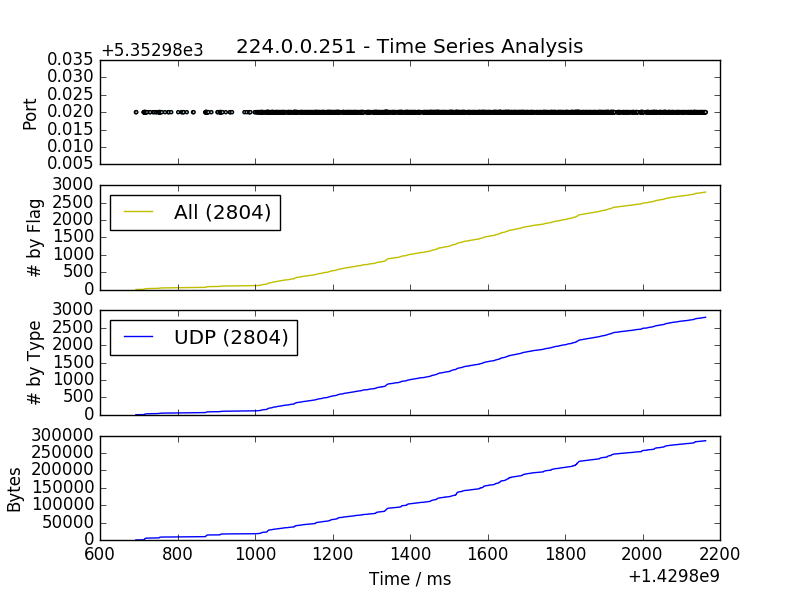 +5.35298e3 224.0.0.251 - Time Series Analysis
0.035
0.030
0.025
0.020
0.015
0.010
0.005
Port
3000
2500
2000
1500
1000
500
0
# by Flag
All (2804)
3000
2500
2000
1500
1000
500
0
# by Type
UDP (2804)
300000
250000
200000
150000
100000
50000
0
Bytes
600 800 1000 1200 1400 1600 1800 2000 2200
Time / ms
+1.4298e9